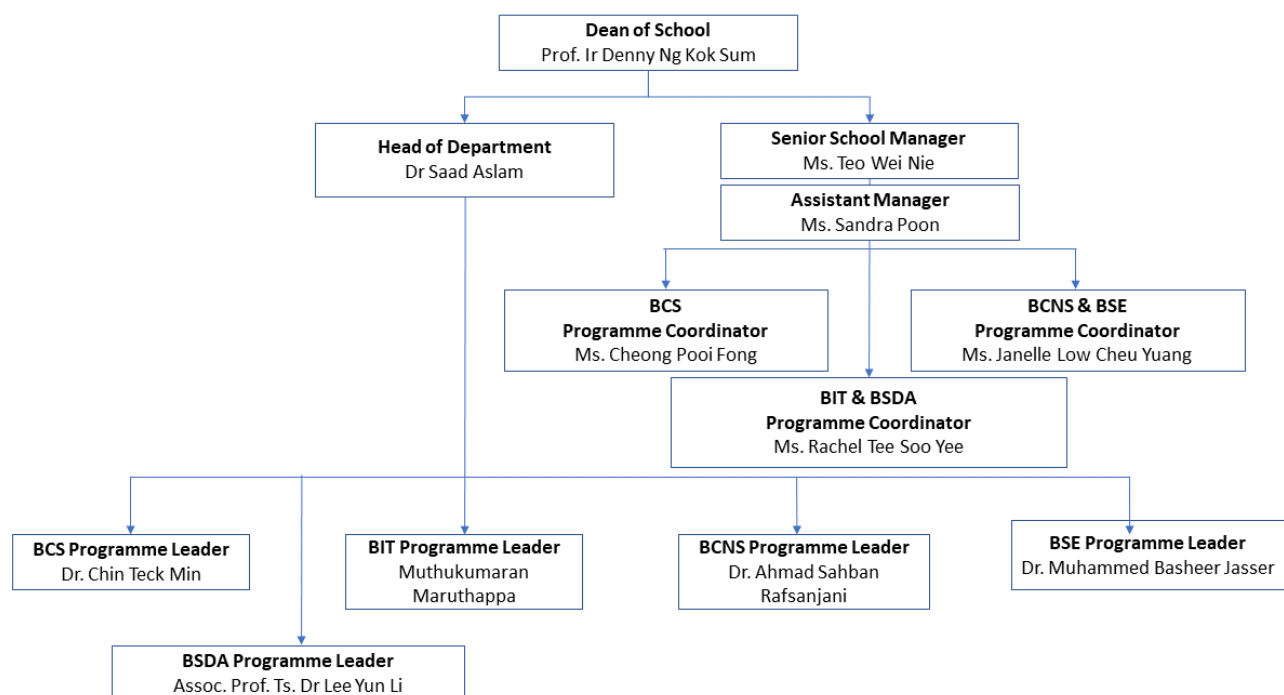 Dean of School
Prof. Ir Denny Ng Kok Sum
Head of Department
Dr Saad Aslam
Senior School Manager
Ms. Teo Wei Nie
Assistant Manager
Ms. Sandra Poon
BCS
Programme Coordinator
Ms. Cheong Pooi Fong
BCNS & BSE
Programme Coordinator
Ms. Janelle Low Cheu Yuang
BIT & BSDA
Programme Coordinator
Ms. Rachel Tee Soo Yee
BCS Programme Leader
Dr. Chin Teck Min
BIT Programme Leader
Muthukumaran
Maruthappa
BCNS Programme Leader
Dr. Ahmad Sahban
Rafsanjani
BSE Programme Leader
Dr. Muhammed Basheer Jasser
BSDA Programme Leader
Assoc. Prof. Ts. Dr Lee Yun Li